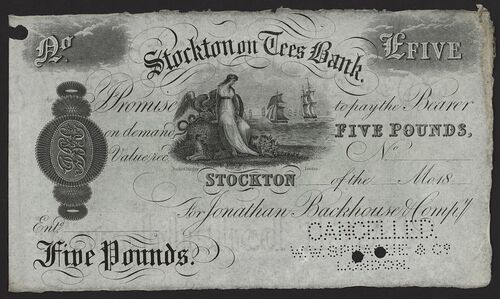 No. £FIVE
Stockton on Tees Bank.
Promise to pay the Bearer
on demand FIVE POUNDS,
Value recd No
STOCKTON of the 18
For Jonathan Backhouse & Compy
Entd
CANCELLED
Five Pounds.
LONDON.